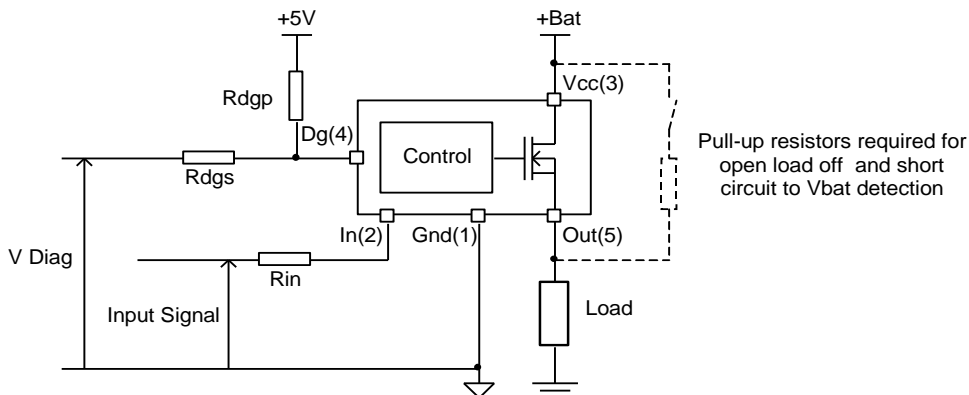 +5V
+Bat
Vcc(3)
Rdgp
Dg(4)
Control
Pull-up resistors required for
open load off and short
circuit to Vbat detection
Rdgs
In(2)
Gnd(1)
Out(5)
V Diag
Rin
Input Signal
Load